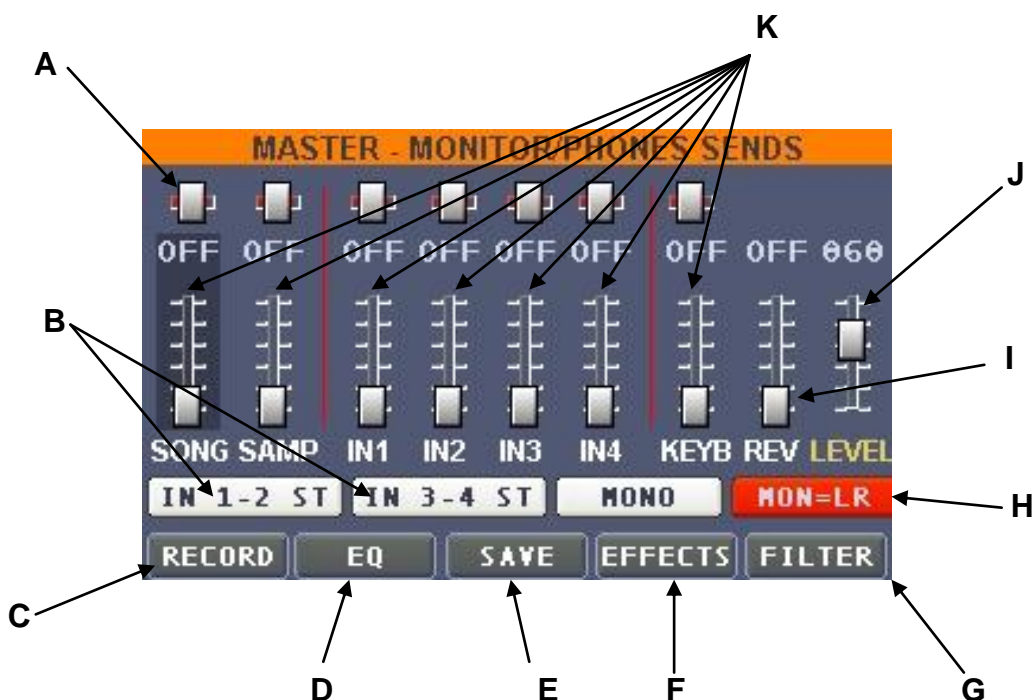 K
A
MASTER - MONITOR/PHONES SENDS
J
OFF OFF OFF OFF OFF OFF OFF OFF 060
B
I
SONG SAMP IN1 IN2 IN3 IN4 KEYB REV LEVEL
IN 1-2 ST IN 3-4 ST MONO MON=LR
H
RECORD EQ SAVE EFFECTS FILTER
C
D E F G